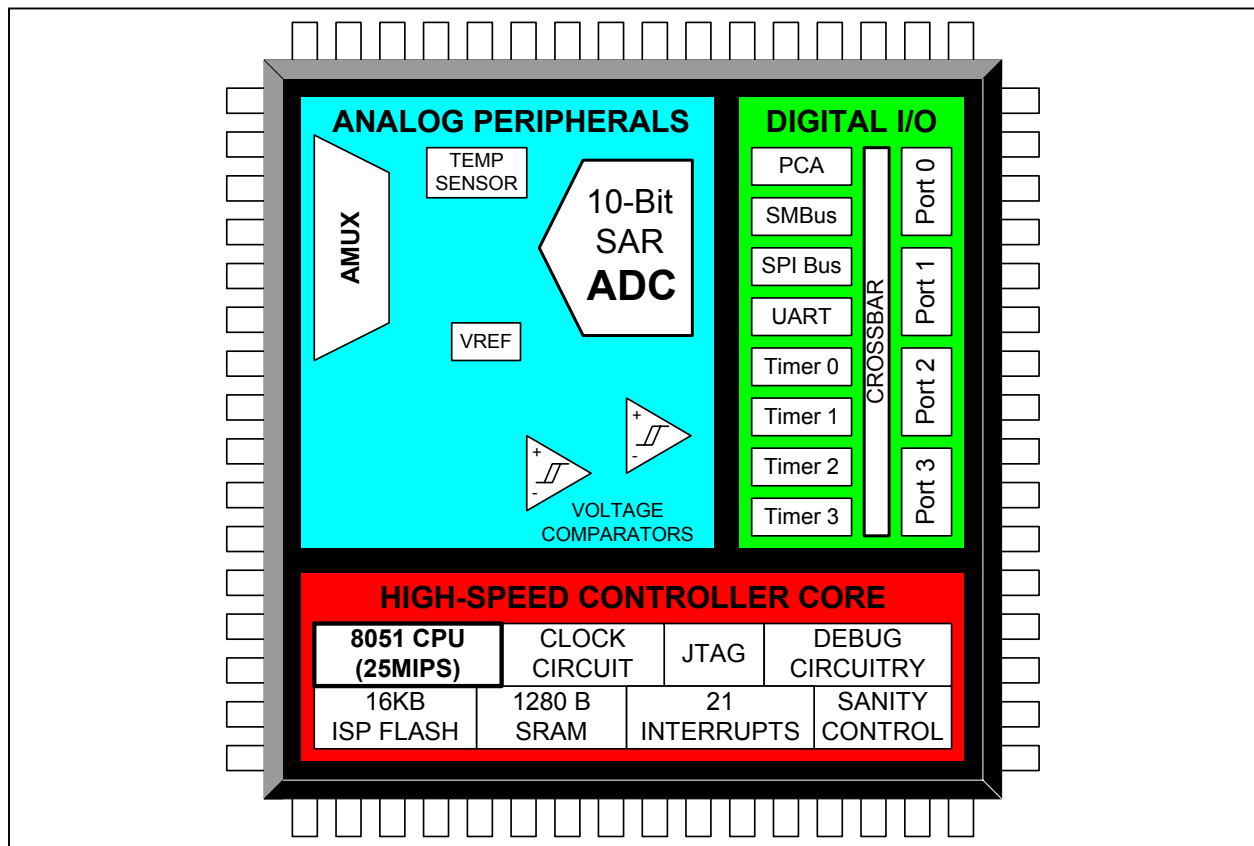 ANALOG PERIPHERALS
AMUX
TEMP
SENSOR
10-Bit
SAR
ADC
VREF
+
-
+
-
VOLTAGE
COMPARATORS
DIGITAL I/O
PCA
SMBus
SPI Bus
UART
Timer 0
Timer 1
Timer 2
Timer 3
CROSSBAR
Port 0
Port 1
Port 2
Port 3
HIGH-SPEED CONTROLLER CORE
8051 CPU
(25MIPS)
CLOCK
CIRCUIT
JTAG
DEBUG
CIRCUITRY
16KB
ISP FLASH
1280 B
SRAM
21
INTERRUPTS
SANITY
CONTROL